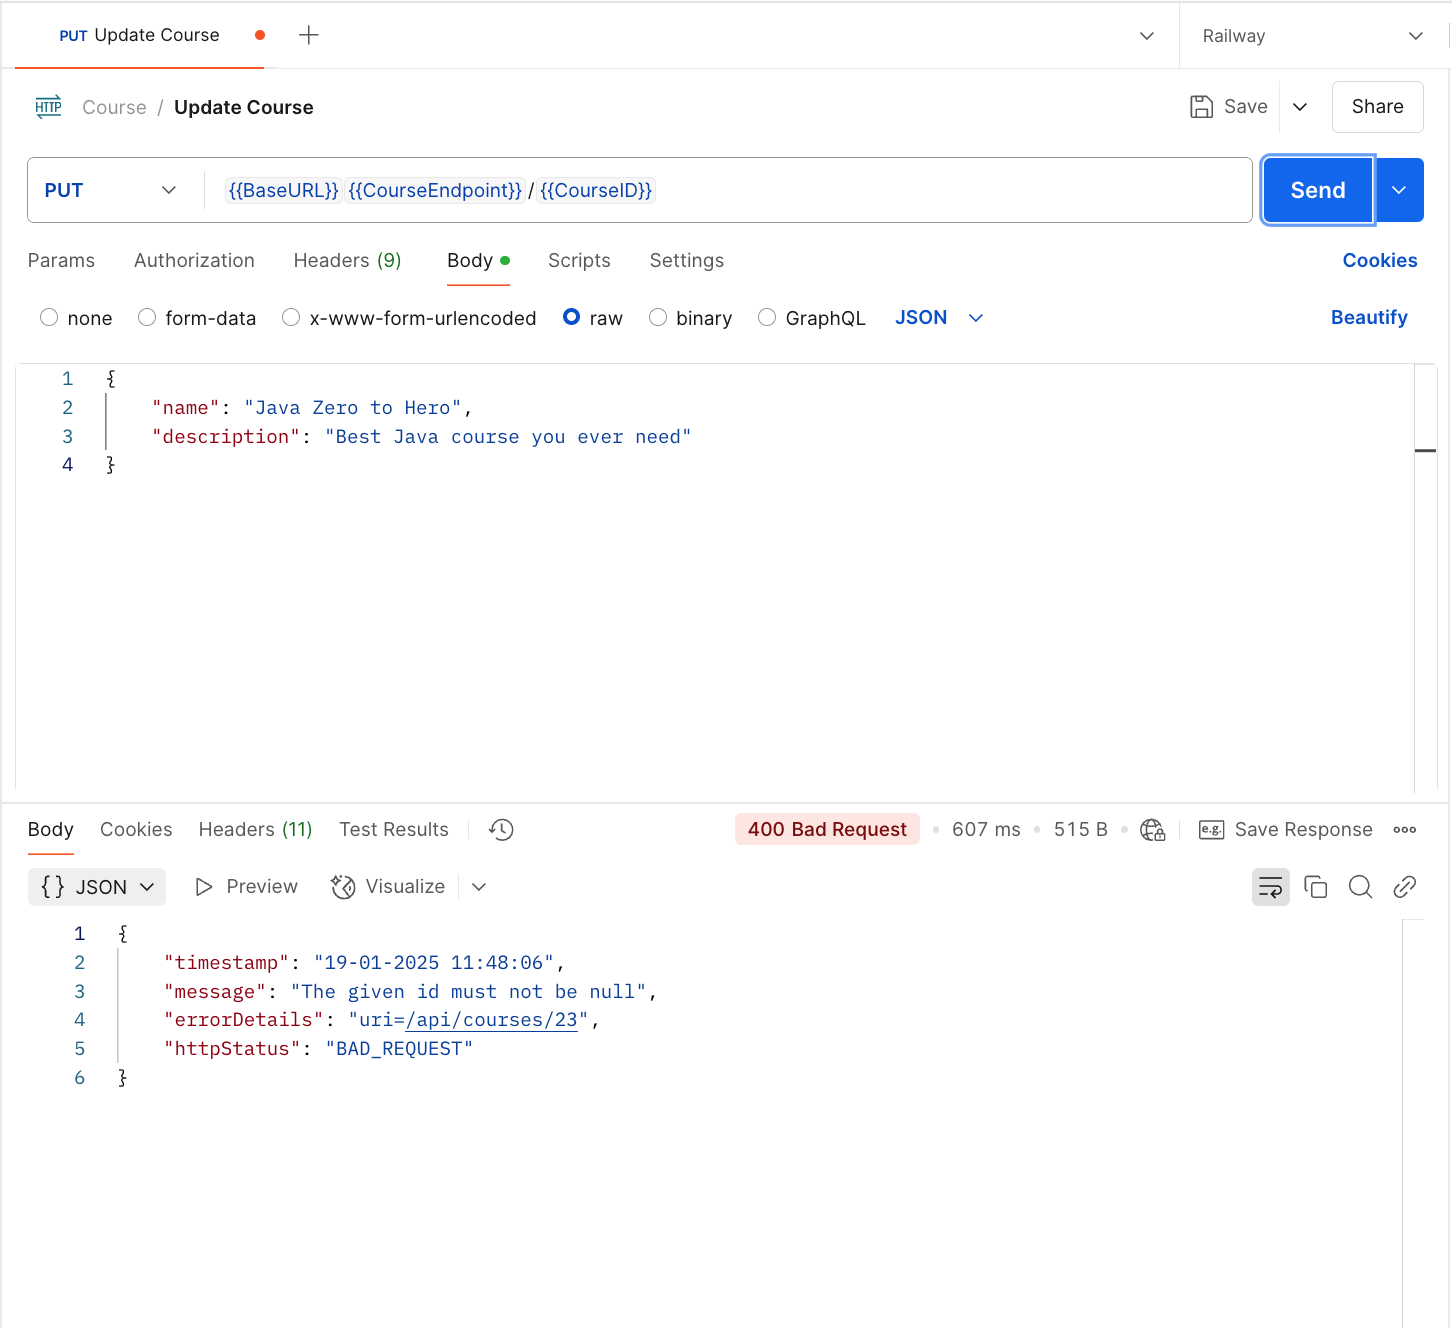 PUT Update Course
Railway
HTTP Course / Update Course
Save
Share
PUT
{{BaseURL}} {{CourseEndpoint}} / {{CourseID}}
Send
Params Authorization Headers (9) Body Scripts Settings
Cookies
none form-data x-www-form-urlencoded raw binary GraphQL JSON
Beautify
1 {
2 "name": "Java Zero to Hero",
3 "description": "Best Java course you ever need"
4 }
Body Cookies Headers (11) Test Results
400 Bad Request 607 ms 515 B
e.g. Save Response
{} JSON Preview Visualize
1 {
2 "timestamp": "19-01-2025 11:48:06",
3 "message": "The given id must not be null",
4 "errorDetails": "uri=/api/courses/23",
5 "httpStatus": "BAD_REQUEST"
6 }